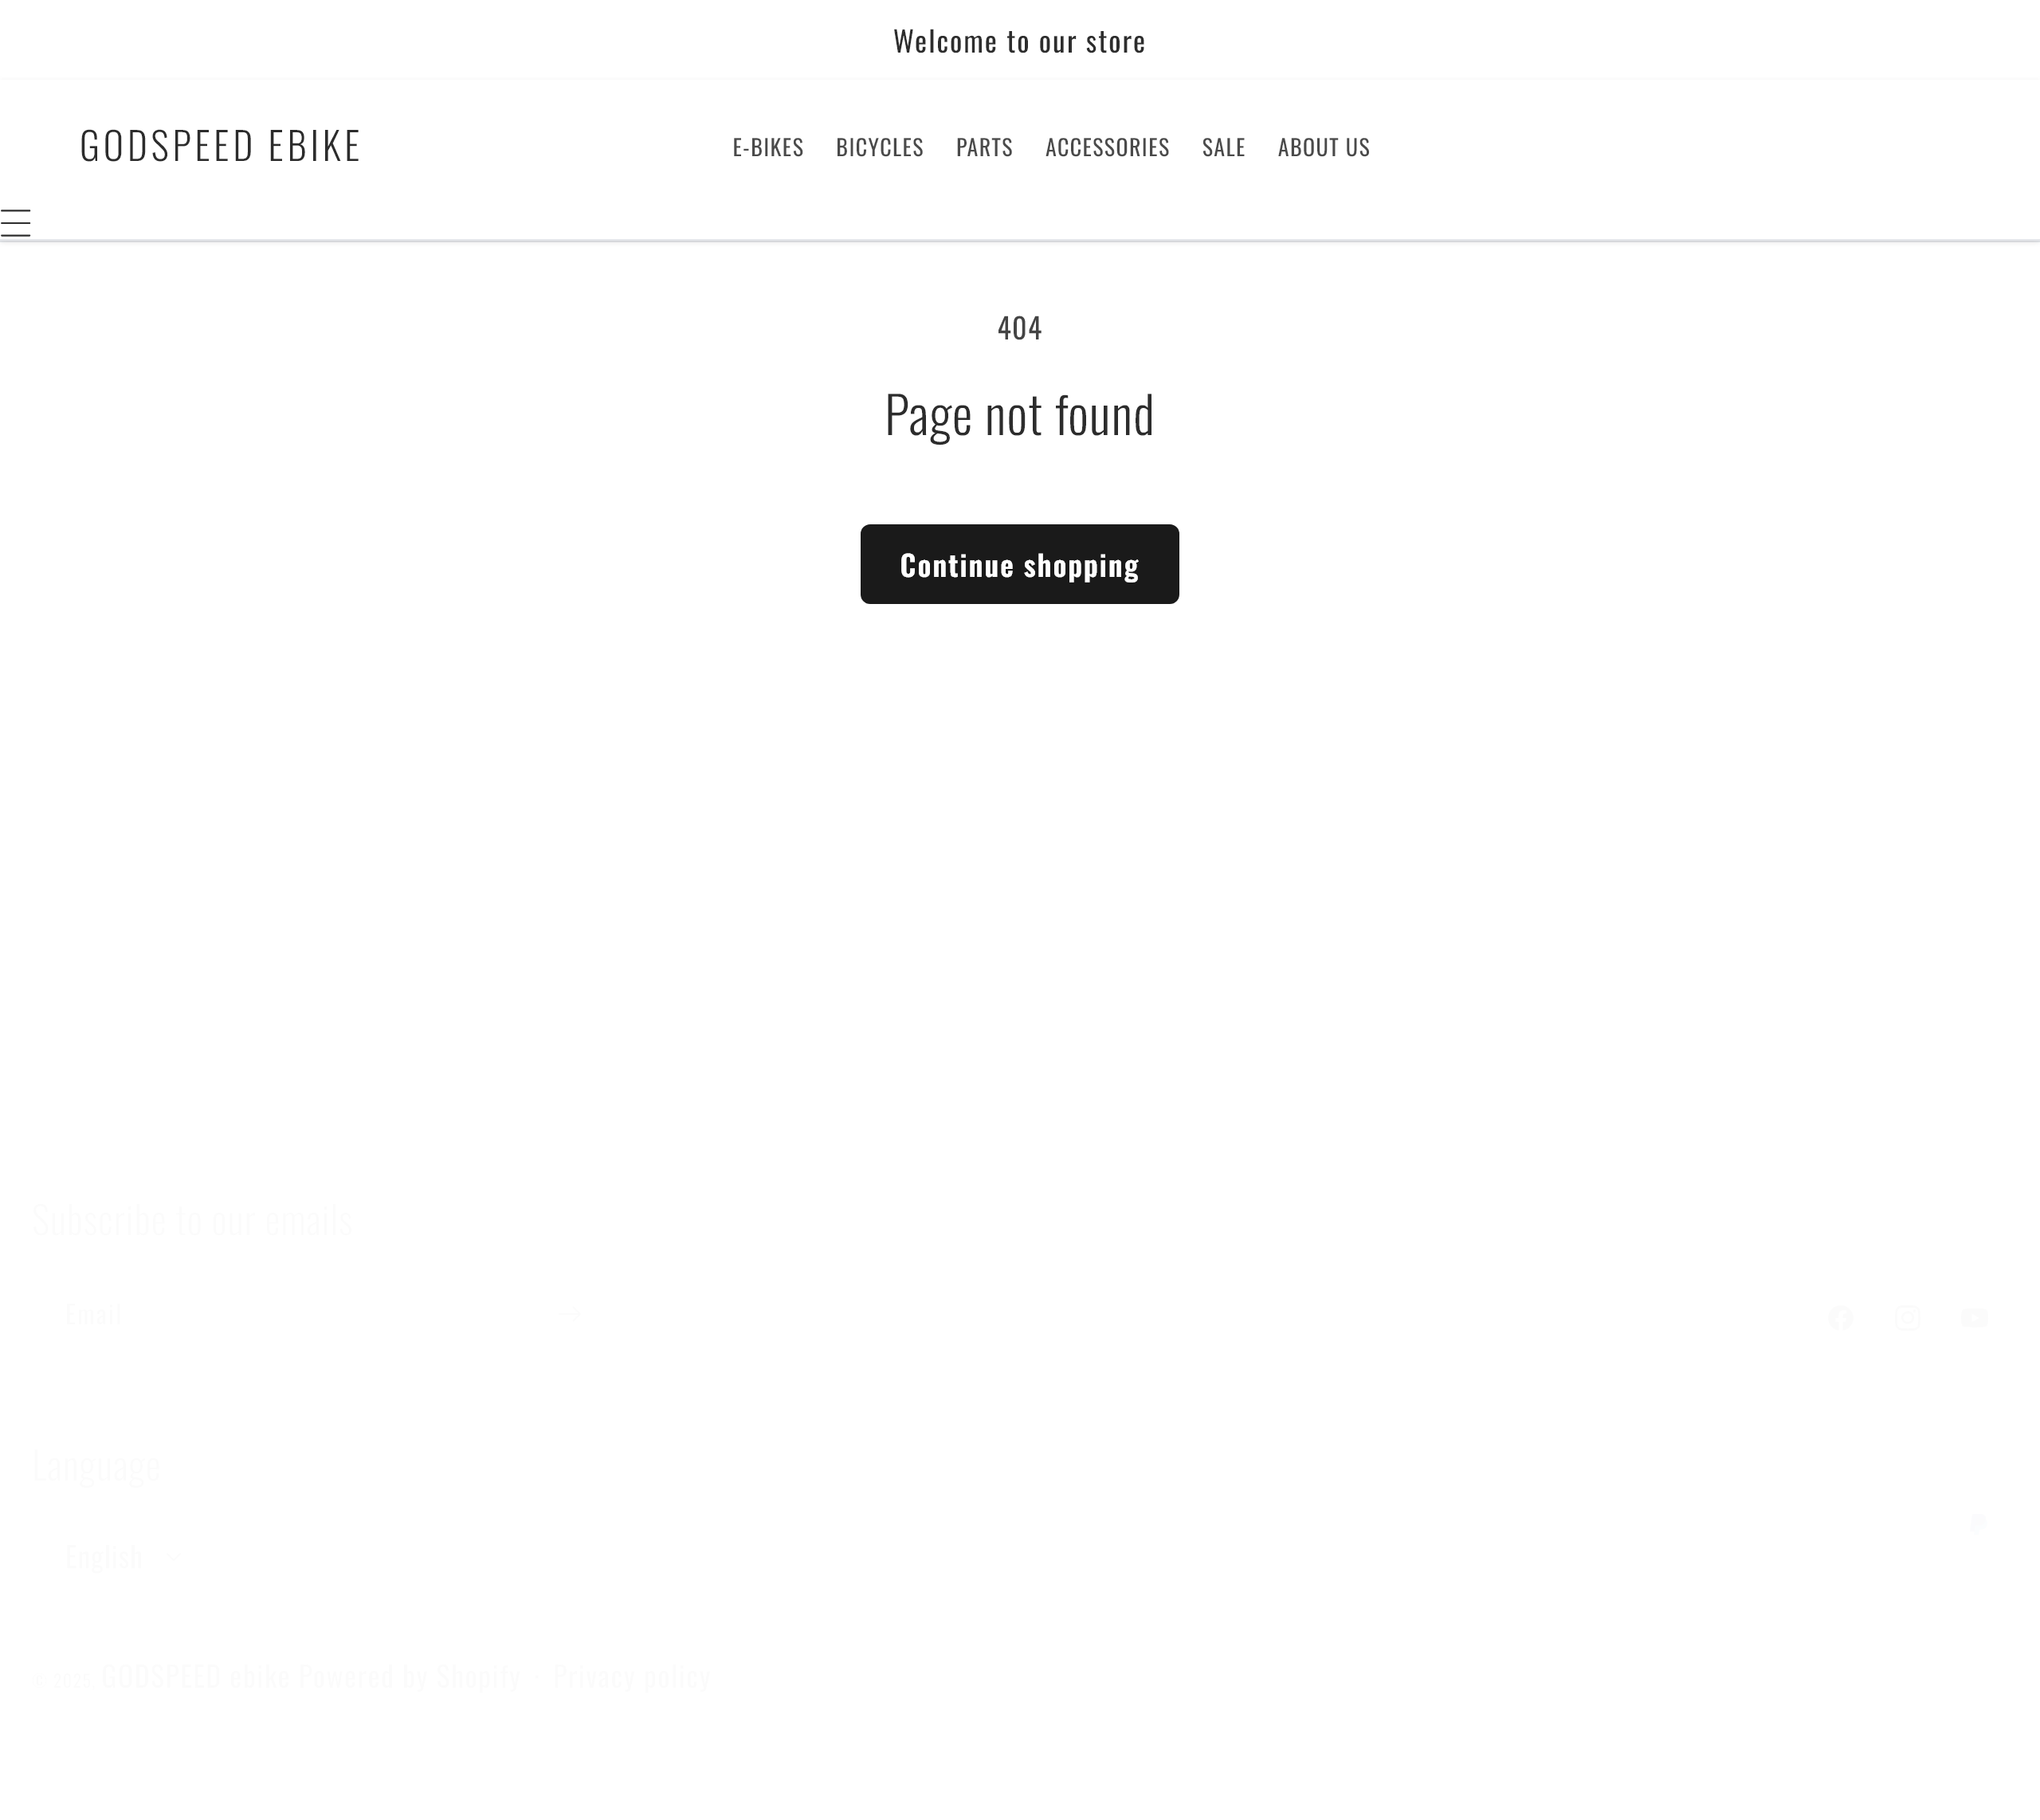 Welcome to our store
GODSPEED EBIKE
E-BIKES BICYCLES PARTS ACCESSORIES SALE ABOUT US
404
Page not found
Continue shopping
Subscribe to our emails
Email
Language
English
GODSPEED ebike Powered by Shopify
Privacy policy